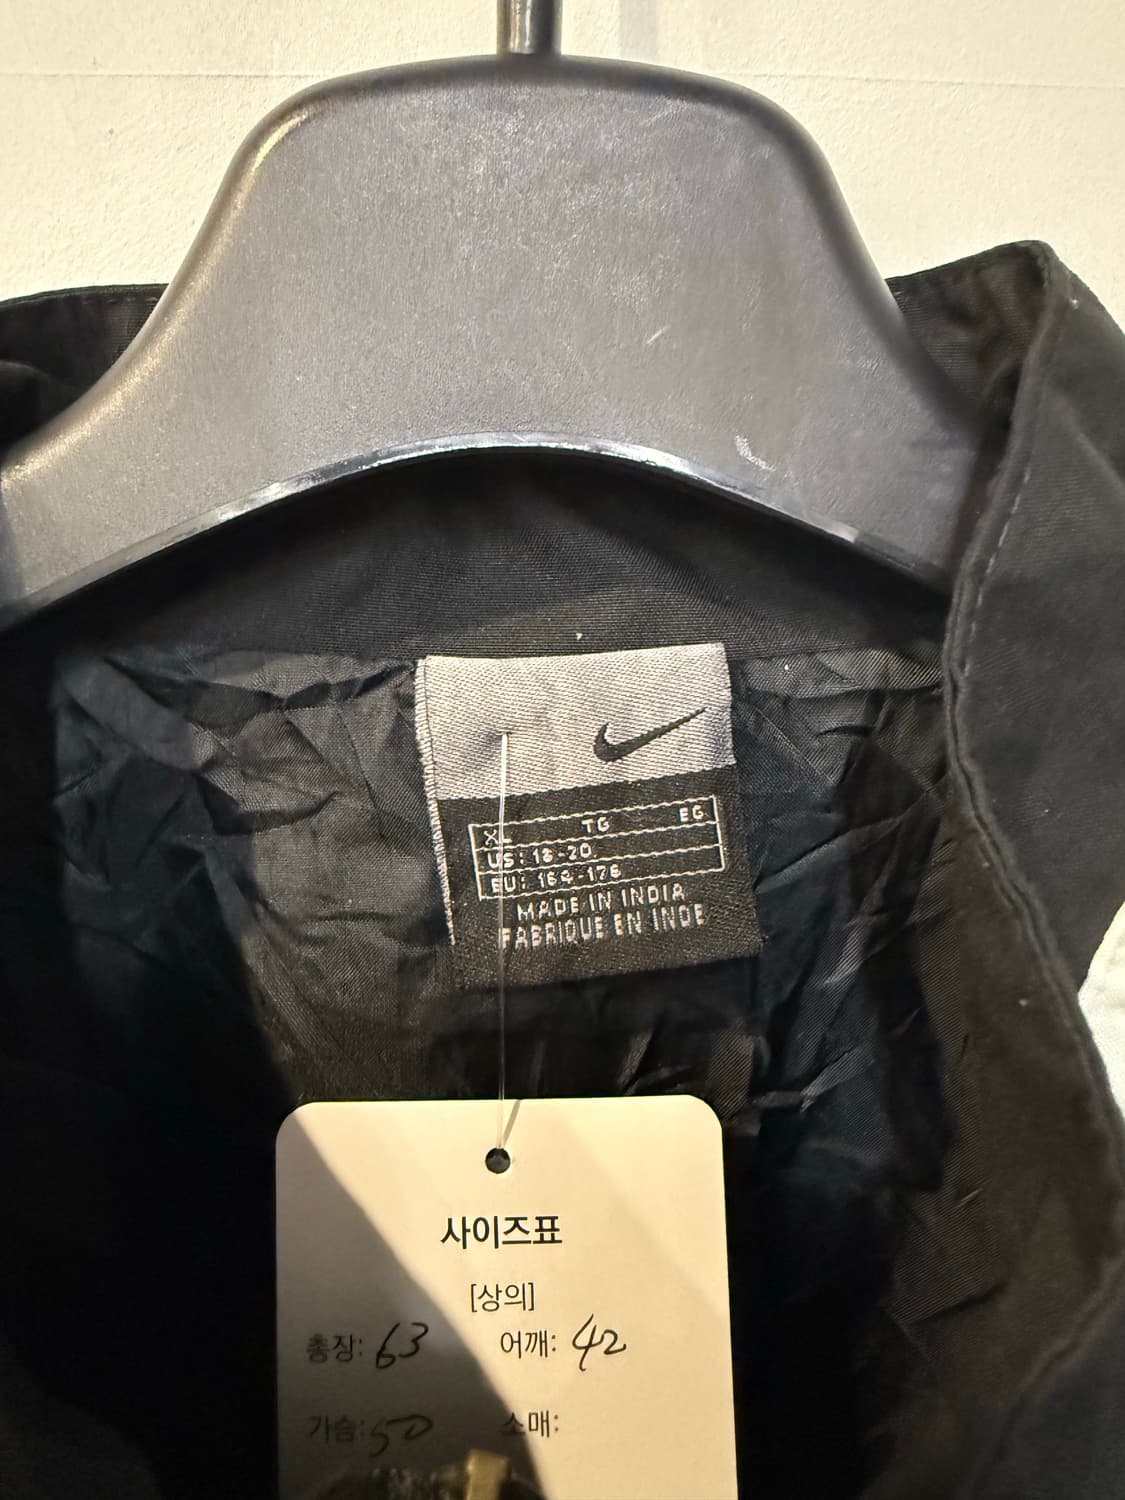 XL TG EG
US: 18-20
EU: 164-176
MADE IN INDIA
FABRIQUE EN INDE
사이즈표
[상의]
총장: 63 어깨: 42
가슴: 50 소매: